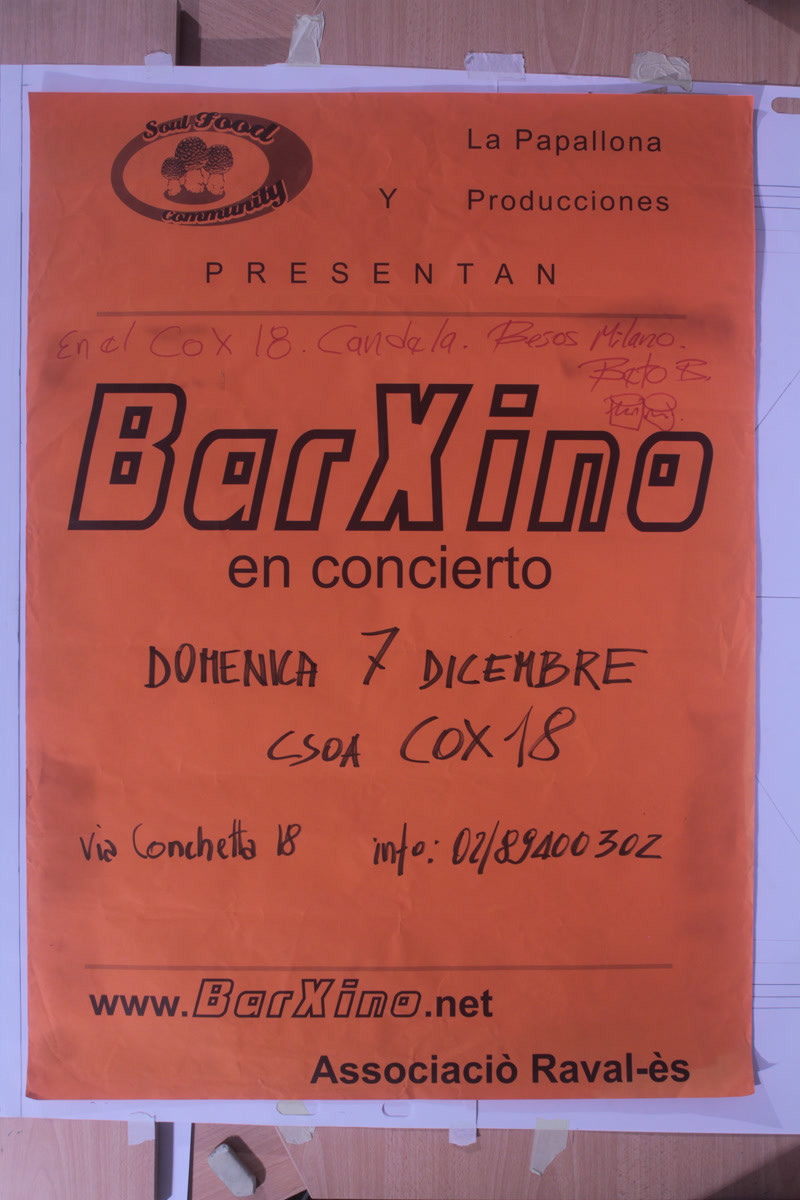 Soul Food
Community
La Papallona
Y Producciones
PRESENTAN
En el COX 18. Candela. Besos Milano.
Beto B.
BarXino
en concierto
DOMENICA 7 DICEMBRE
CSOA COX 18
Via Conchetta 18 info: 02/89400302
www.BarXino.net
Associaciò Raval-ès